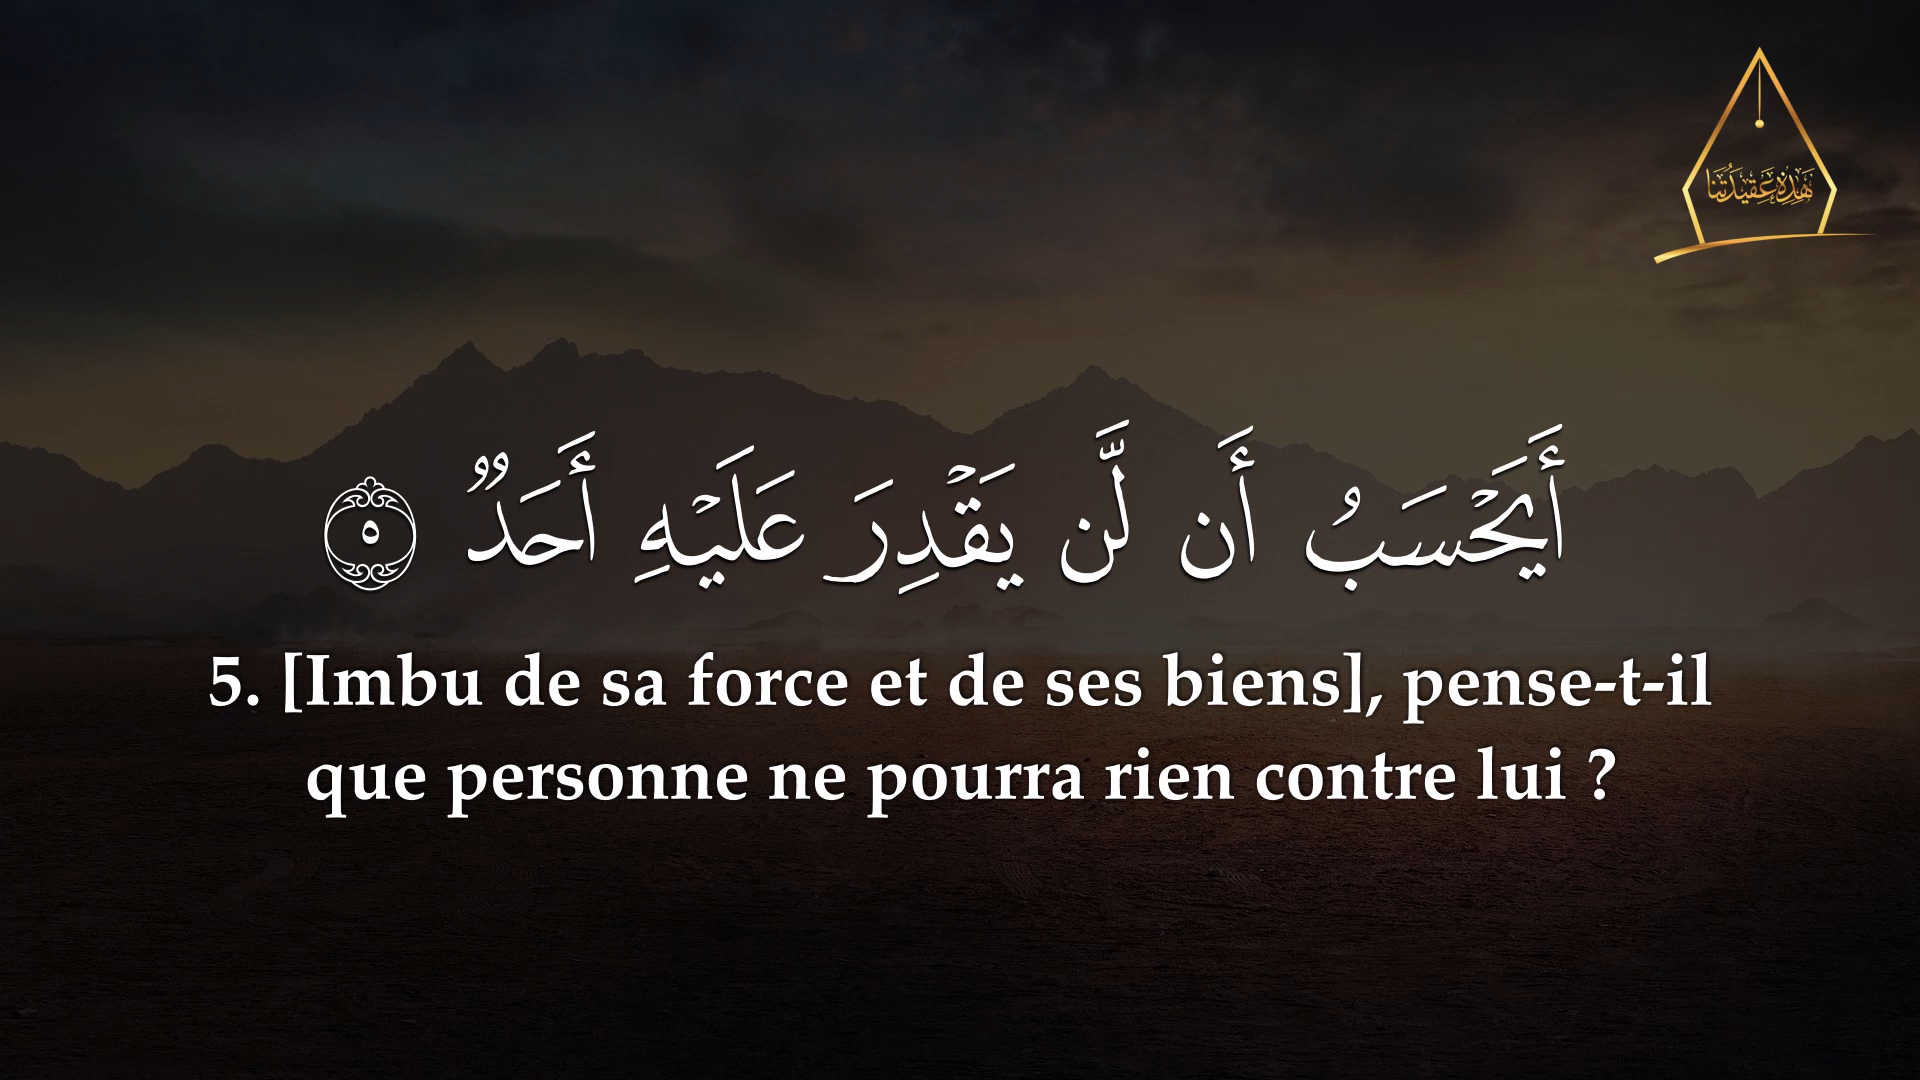 هَذِهِ عَقِيدَتُنَا
أَيَحۡسَبُ أَن لَّن يَقۡدِرَ عَلَيۡهِ أَحَدٞ ٥
5. [Imbu de sa force et de ses biens], pense-t-il
que personne ne pourra rien contre lui ?